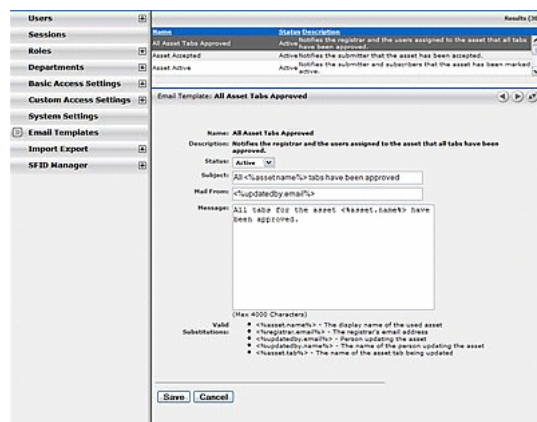 Users
Sessions
Roles
Departments
Basic Access Settings
Custom Access Settings
System Settings
Email Templates
Import Export
SFID Manager
Results
Name Status Description
All Asset Tabs Approved Active Notifies the registrar and the users assigned to the asset that all tabs have been approved.
Asset Accepted Active Notifies the submitter that the asset has been accepted.
Asset Active Active Notifies the submitter and subscribers that the asset has been marked active.
Email Template: All Asset Tabs Approved
Name: All Asset Tabs Approved
Description: Notifies the registrar and the users assigned to the asset that all tabs have been
approved.
Status: Active
Subject: All <%assetname%> tabs have been approved
Mail From: <%updatedby.email%>
Message: All tabs for the asset <%asset.name%> have
been approved.
(Max 4000 Characters)
Valid Substitutions:
<%asset.name%> - The display name of the used asset
<%registrar.email%> - The registrar's email address
<%updatedby.email%> - Person updating the asset
<%updatedby.name%> - The name of the person updating the asset
<%asset.tab%> - The name of the asset tab being updated
Save Cancel